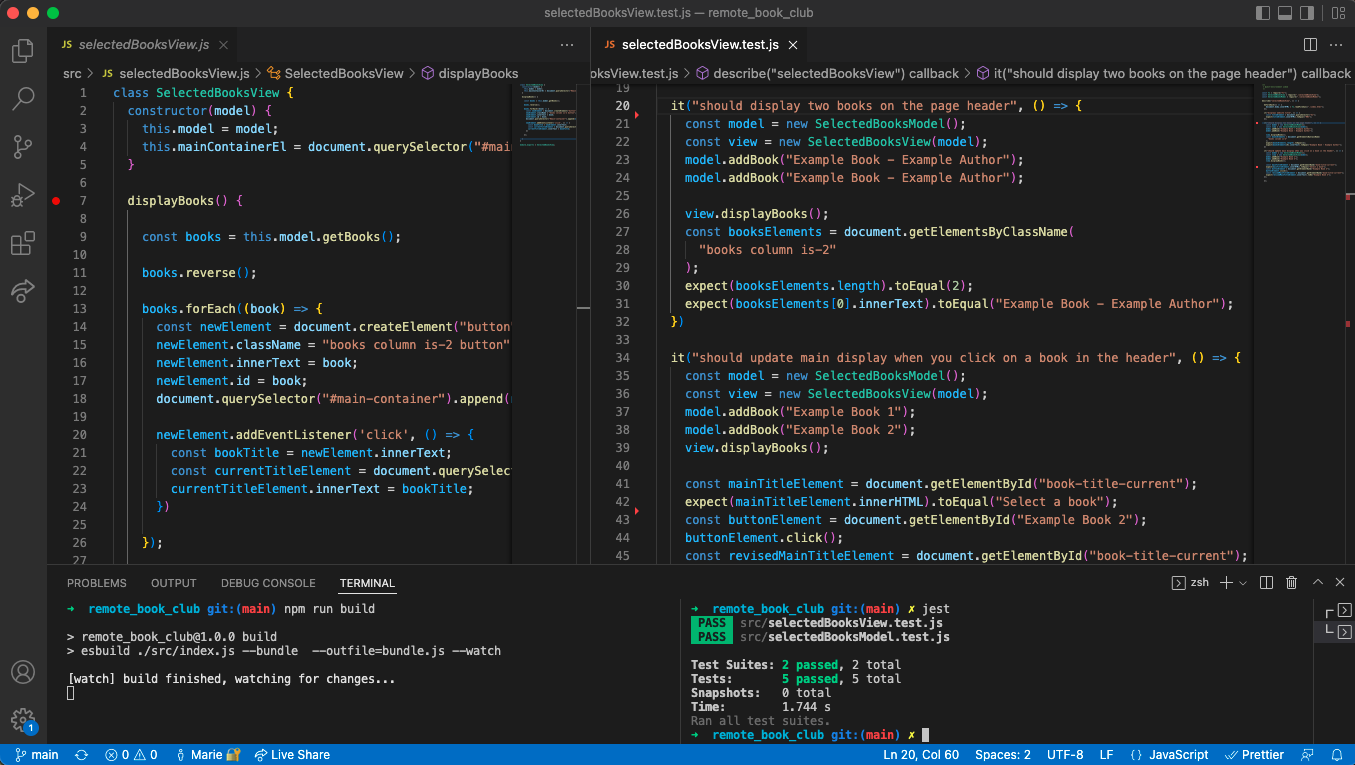 selectedBooksView.test.js — remote_book_club
JS selectedBooksView.js
src > JS selectedBooksView.js > SelectedBooksView > displayBooks
1 class SelectedBooksView {
2 constructor(model) {
3 this.model = model;
4 this.mainContainerEl = document.querySelector("#mai
5 }
6
7 displayBooks() {
8
9 const books = this.model.getBooks();
10
11 books.reverse();
12
13 books.forEach((book) => {
14 const newElement = document.createElement("button"
15 newElement.className = "books column is-2 button"
16 newElement.innerText = book;
17 newElement.id = book;
18 document.querySelector("#main-container").append(
19
20 newElement.addEventListener('click', () => {
21 const bookTitle = newElement.innerText;
22 const currentTitleElement = document.querySelec
23 currentTitleElement.innerText = bookTitle;
24 })
25
26 });
27
JS selectedBooksView.test.js
oksView.test.js > describe("selectedBooksView") callback > it("should display two books on the page header") callback
19
20 it("should display two books on the page header", () => {
21 const model = new SelectedBooksModel();
22 const view = new SelectedBooksView(model);
23 model.addBook("Example Book - Example Author");
24 model.addBook("Example Book - Example Author");
25
26 view.displayBooks();
27 const booksElements = document.getElementsByClassName(
28 "books column is-2"
29 );
30 expect(booksElements.length).toEqual(2);
31 expect(booksElements[0].innerText).toEqual("Example Book - Example Author");
32 })
33
34 it("should update main display when you click on a book in the header", () => {
35 const model = new SelectedBooksModel();
36 const view = new SelectedBooksView(model);
37 model.addBook("Example Book 1");
38 model.addBook("Example Book 2");
39 view.displayBooks();
40
41 const mainTitleElement = document.getElementById("book-title-current");
42 expect(mainTitleElement.innerHTML).toEqual("Select a book");
43 const buttonElement = document.getElementById("Example Book 2");
44 buttonElement.click();
45 const revisedMainTitleElement = document.getElementById("book-title-current");
PROBLEMS OUTPUT DEBUG CONSOLE TERMINAL
zsh
➜ remote_book_club git:(main) npm run build
> remote_book_club@1.0.0 build
> esbuild ./src/index.js --bundle --outfile=bundle.js --watch
[watch] build finished, watching for changes...
➜ remote_book_club git:(main) ✗ jest
PASS src/selectedBooksView.test.js
PASS src/selectedBooksModel.test.js
Test Suites: 2 passed, 2 total
Tests: 5 passed, 5 total
Snapshots: 0 total
Time: 1.744 s
Ran all test suites.
➜ remote_book_club git:(main) ✗
1
main 0 0 Marie Live Share Ln 20, Col 60 Spaces: 2 UTF-8 LF {} JavaScript Prettier